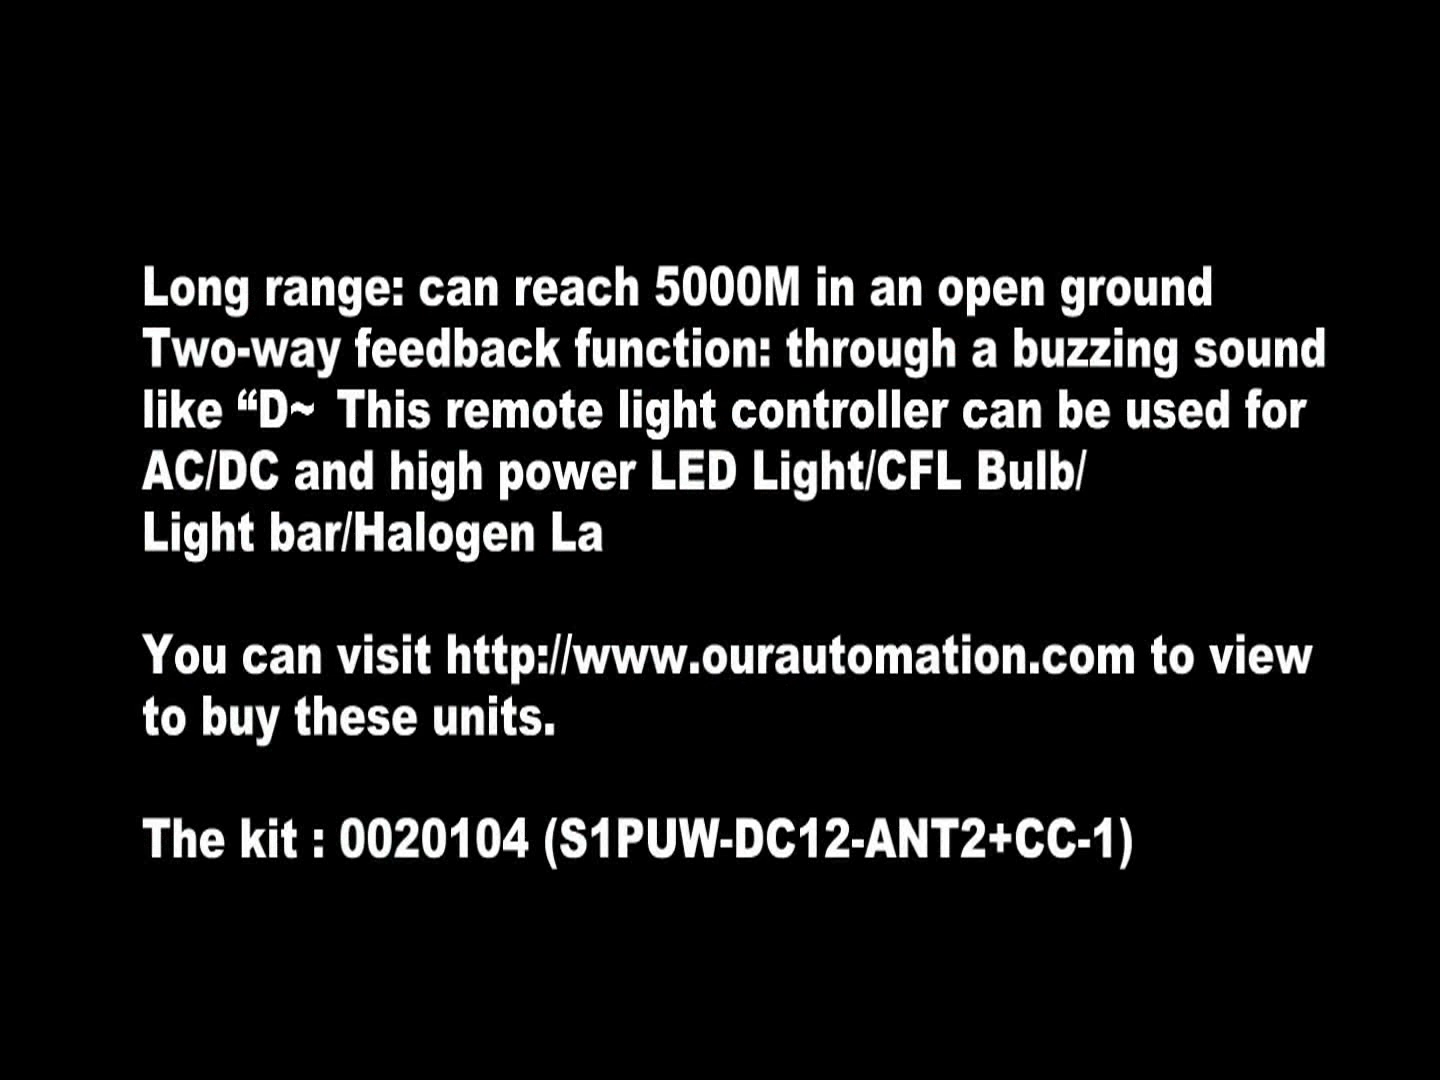 Long range: can reach 5000M in an open ground
Two-way feedback function: through a buzzing sound
like “D~ This remote light controller can be used for
AC/DC and high power LED Light/CFL Bulb/
Light bar/Halogen La
You can visit http://www.ourautomation.com to view
to buy these units.
The kit : 0020104 (S1PUW-DC12-ANT2+CC-1)